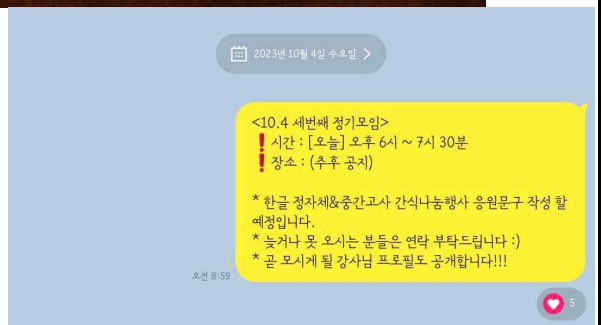 2023년 10월 4일 수요일 >
<10.4 세번째 정기모임>
❗시간 : [오늘] 오후 6시 ~ 7시 30분
❗장소 : (추후 공지)
* 한글 정자체&중간고사 간식나눔행사 응원문구 작성 할
예정입니다.
* 늦거나 못 오시는 분들은 연락 부탁드립니다 :)
* 곧 모시게 될 강사님 프로필도 공개합니다!!!
오전 8:59
5